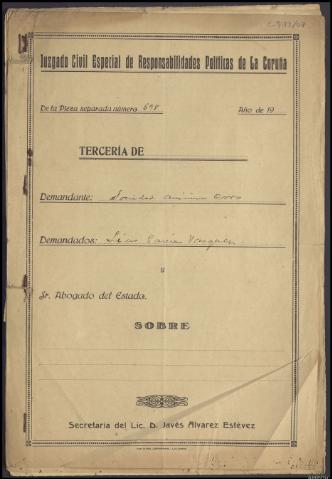 Juzgado Civil Especial de Responsabilidades Políticas de La Coruña
De la Pieza separada número 698 Año de 19
TERCERÍA DE
Demandante: Sociedad
Demandados: García
y
Sr. Abogado del Estado.
SOBRE
Secretaría del Lic. D. Javés Alvarez Estévez